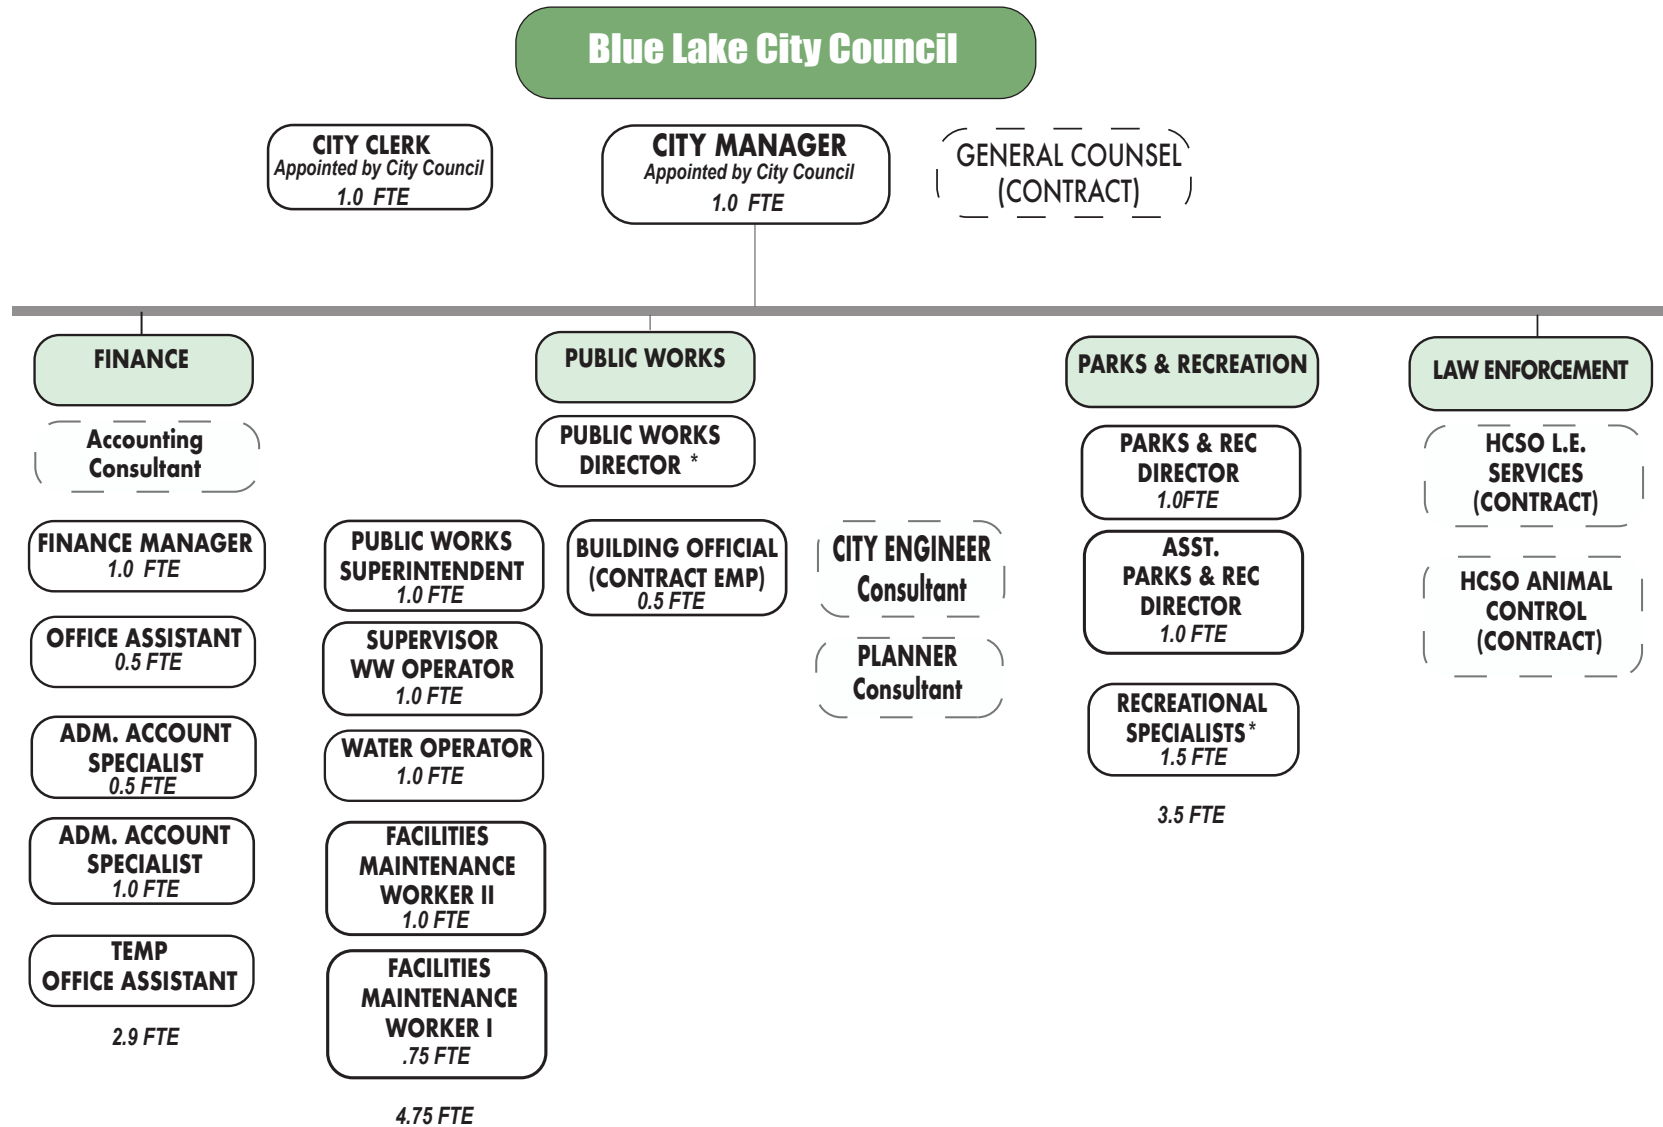 Blue Lake City Council
CITY CLERK
Appointed by City Council
1.0 FTE
CITY MANAGER
Appointed by City Council
1.0 FTE
GENERAL COUNSEL
(CONTRACT)
FINANCE
Accounting
Consultant
FINANCE MANAGER
1.0 FTE
OFFICE ASSISTANT
0.5 FTE
ADM. ACCOUNT
SPECIALIST
0.5 FTE
ADM. ACCOUNT
SPECIALIST
1.0 FTE
TEMP
OFFICE ASSISTANT
2.9 FTE
PUBLIC WORKS
PUBLIC WORKS
DIRECTOR *
PUBLIC WORKS
SUPERINTENDENT
1.0 FTE
SUPERVISOR
WW OPERATOR
1.0 FTE
WATER OPERATOR
1.0 FTE
FACILITIES
MAINTENANCE
WORKER II
1.0 FTE
FACILITIES
MAINTENANCE
WORKER I
.75 FTE
4.75 FTE
BUILDING OFFICIAL
(CONTRACT EMP)
0.5 FTE
CITY ENGINEER
Consultant
PLANNER
Consultant
PARKS & RECREATION
PARKS & REC
DIRECTOR
1.0FTE
ASST.
PARKS & REC
DIRECTOR
1.0 FTE
RECREATIONAL
SPECIALISTS*
1.5 FTE
3.5 FTE
LAW ENFORCEMENT
HCSO L.E.
SERVICES
(CONTRACT)
HCSO ANIMAL
CONTROL
(CONTRACT)